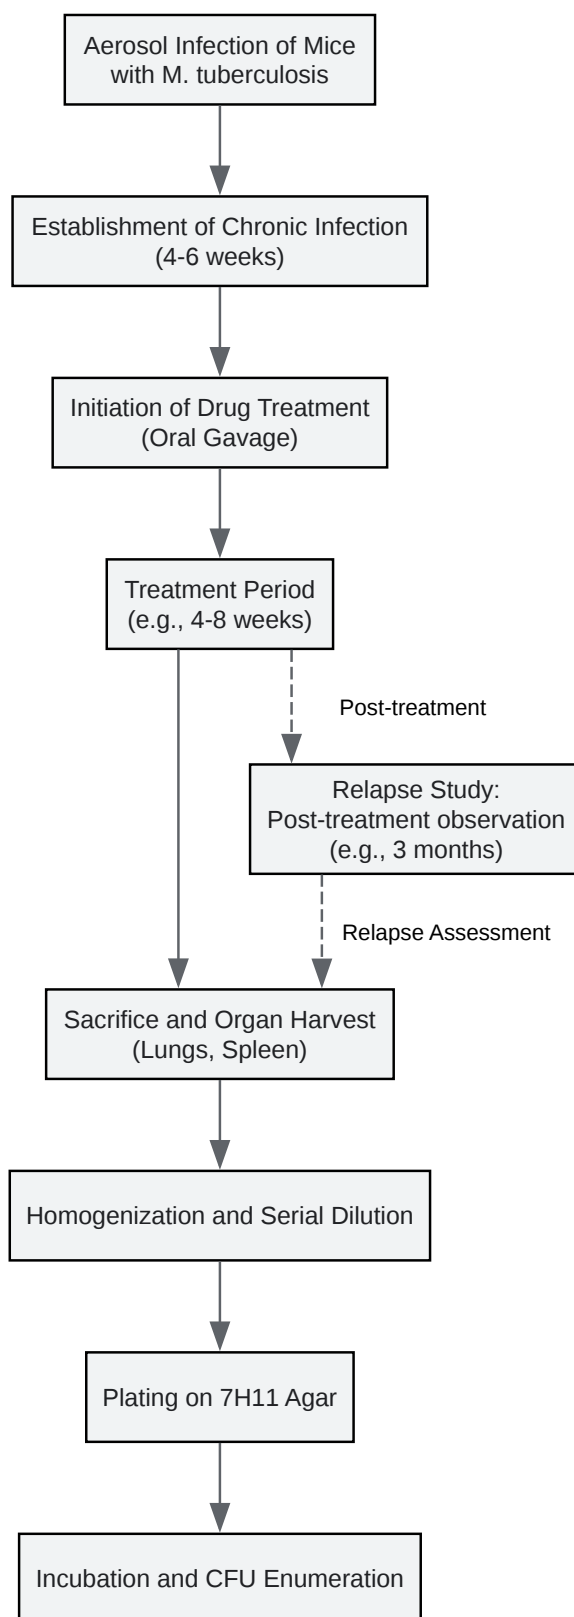 Aerosol Infection of Mice
with M. tuberculosis
Establishment of Chronic Infection
(4-6 weeks)
Initiation of Drug Treatment
(Oral Gavage)
Treatment Period
(e.g., 4-8 weeks)
Post-treatment
Relapse Study:
Post-treatment observation
(e.g., 3 months)
Relapse Assessment
Sacrifice and Organ Harvest
(Lungs, Spleen)
Homogenization and Serial Dilution
Plating on 7H11 Agar
Incubation and CFU Enumeration